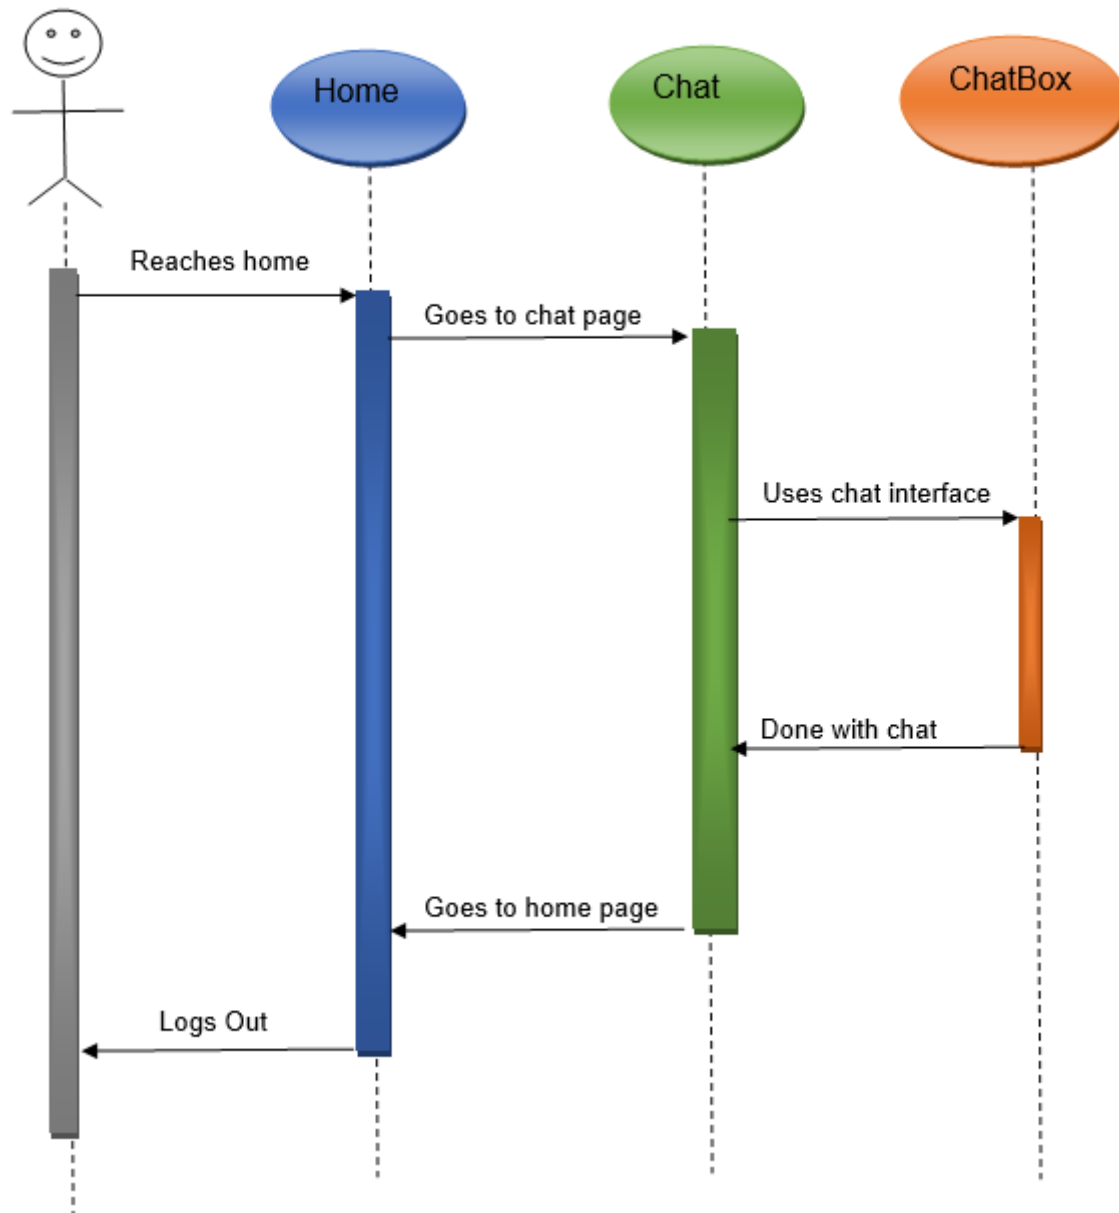 Home
Chat
ChatBox
Reaches home
Goes to chat page
Uses chat interface
Done with chat
Goes to home page
Logs Out